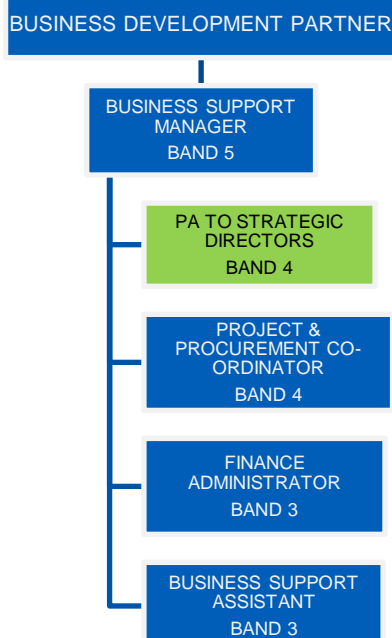 BUSINESS DEVELOPMENT PARTNER
BUSINESS SUPPORT
MANAGER
BAND 5
PA TO STRATEGIC
DIRECTORS
BAND 4
PROJECT &
PROCUREMENT CO-
ORDINATOR
BAND 4
FINANCE
ADMINISTRATOR
BAND 3
BUSINESS SUPPORT
ASSISTANT
BAND 3